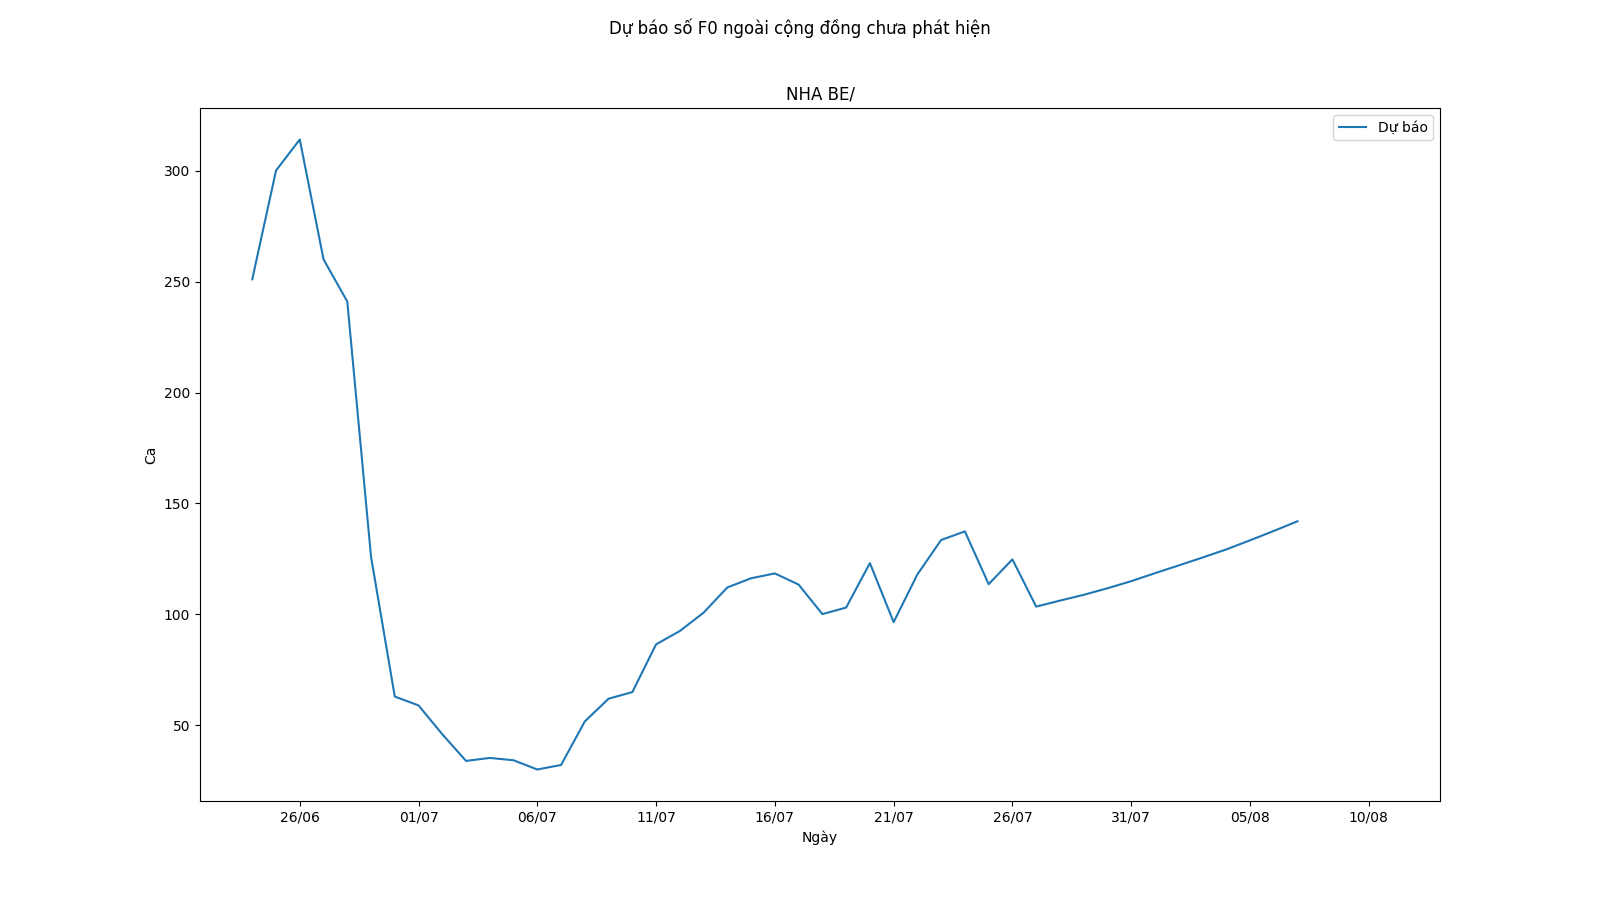 Dự báo số F0 ngoài cộng đồng chưa phát hiện
NHA BE/
Dự báo
300
250
200
150
100
50
Ca
26/06 01/07 06/07 11/07 16/07 21/07 26/07 31/07 05/08 10/08
Ngày